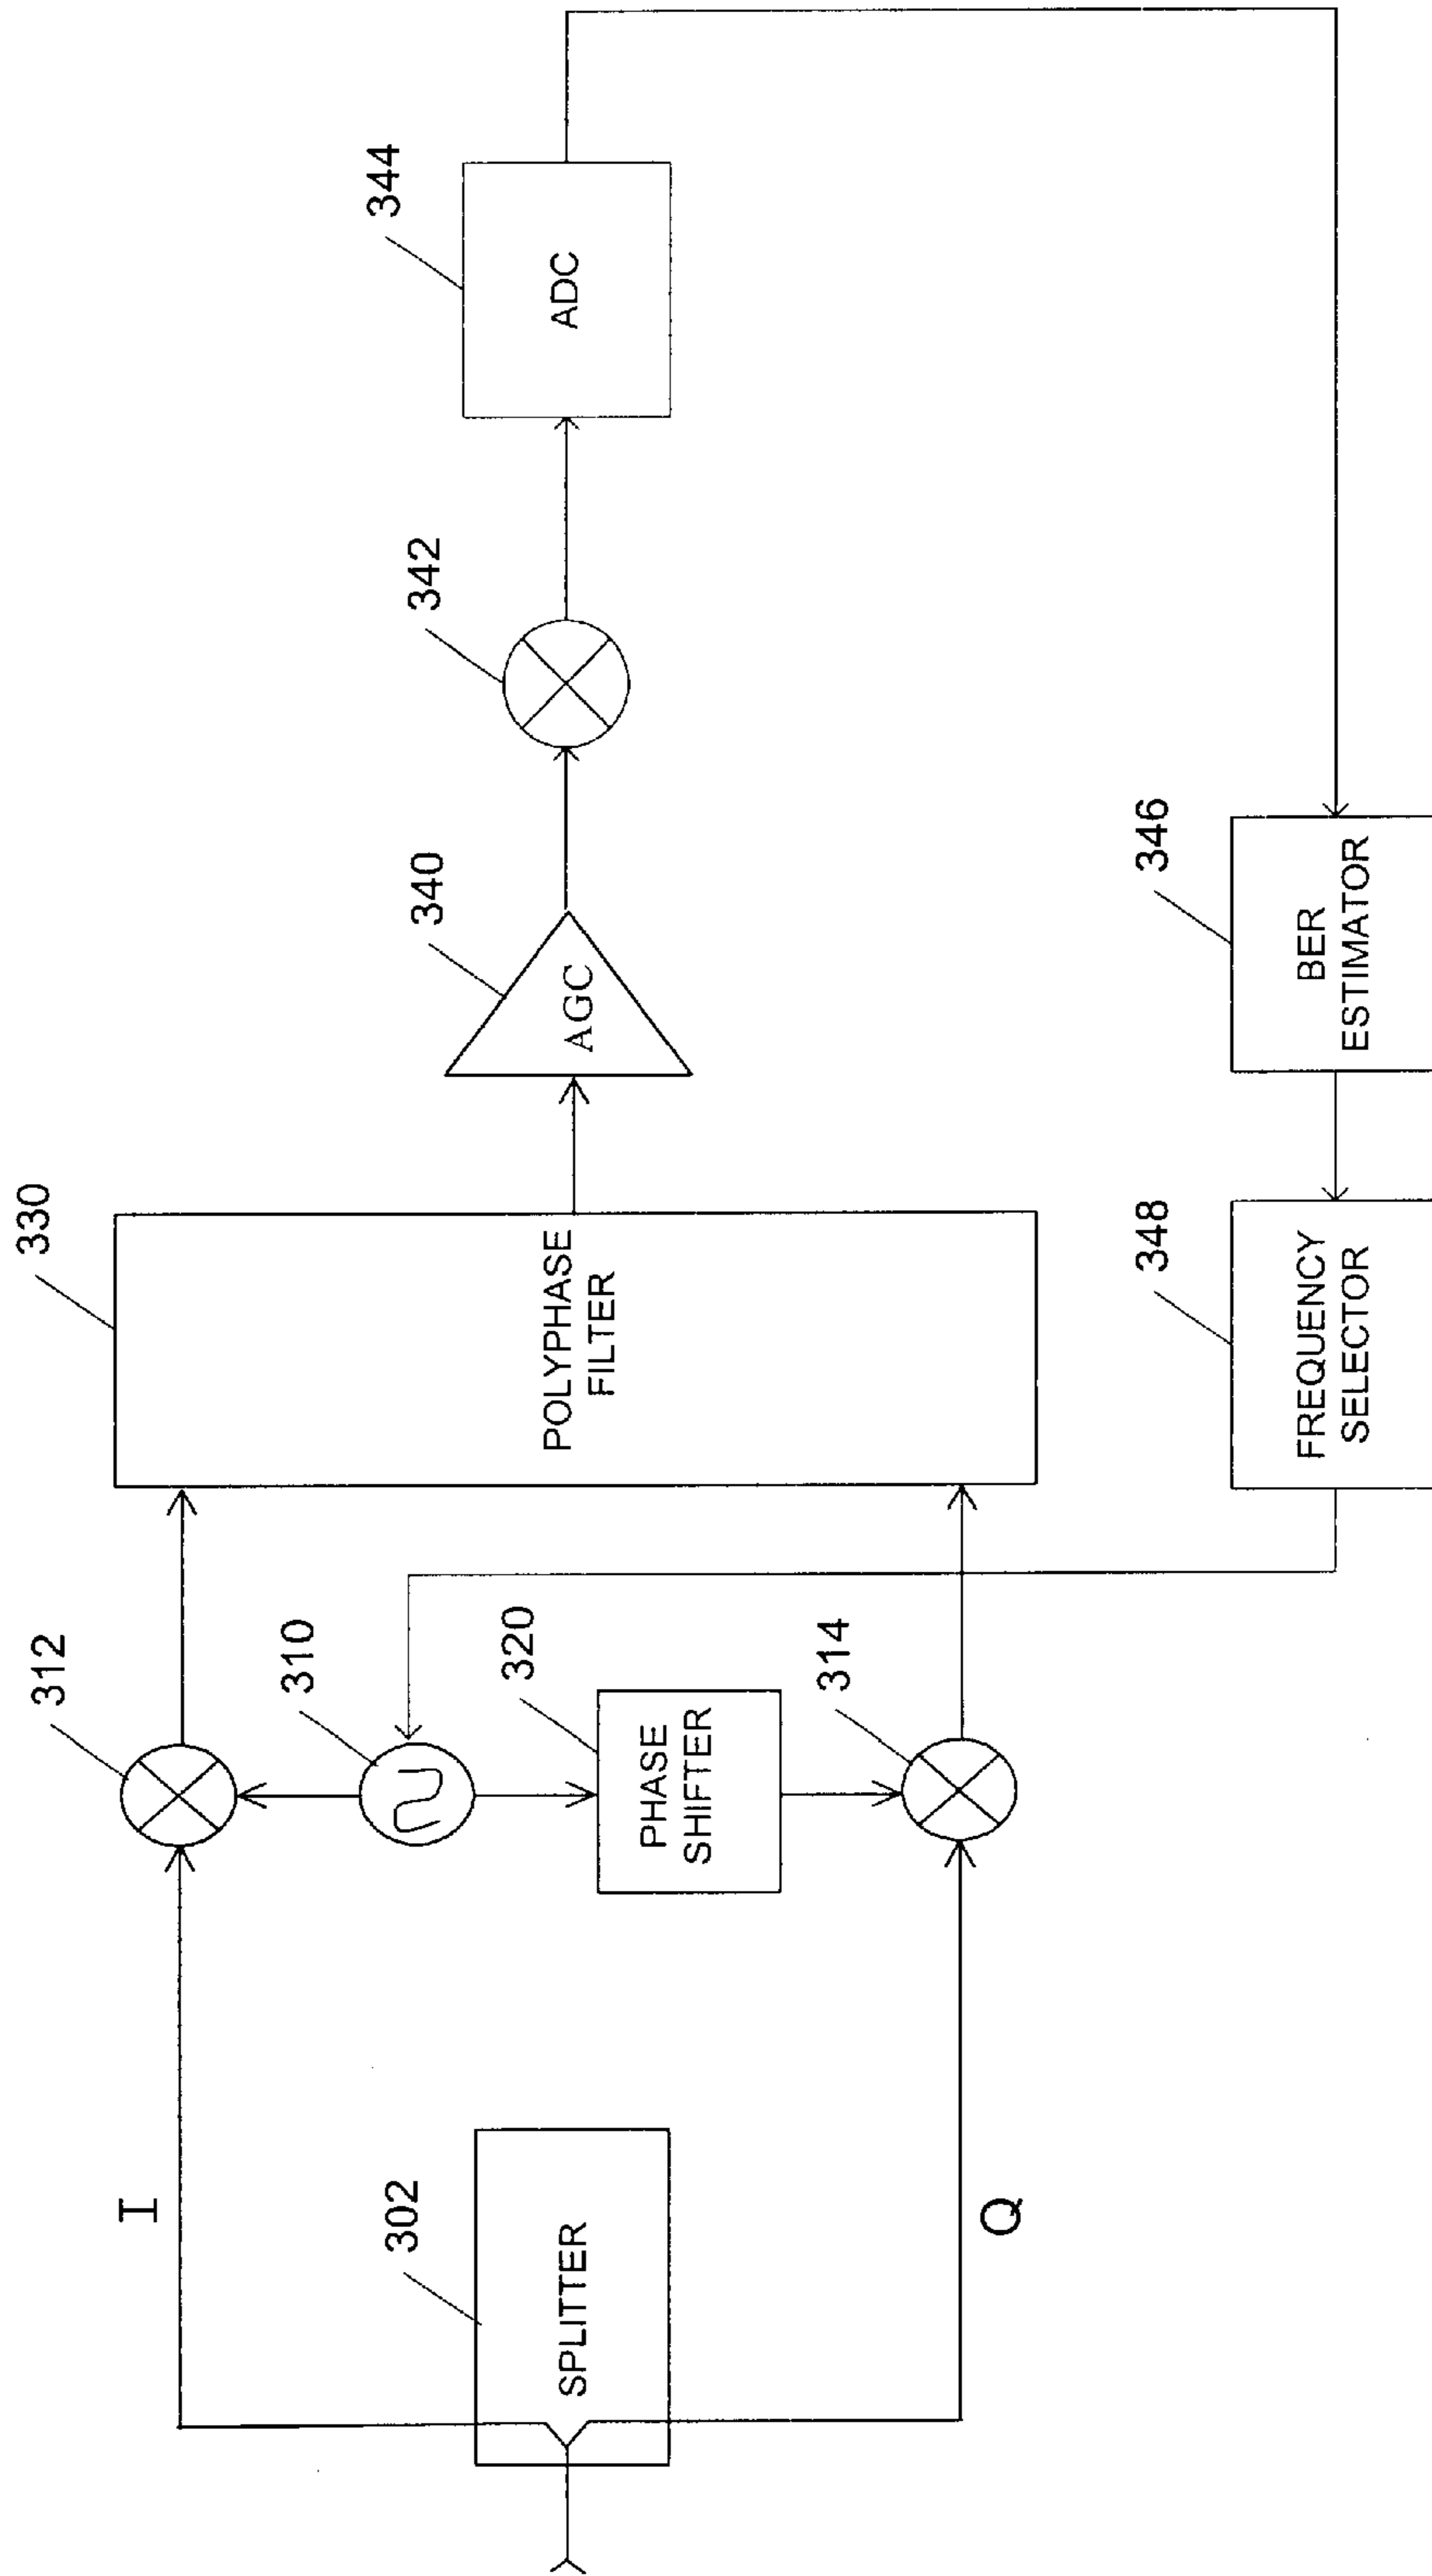 I
302
SPLITTER
Q
312
310
320
PHASE
SHIFTER
314
330
POLYPHASE
FILTER
340
AGC
342
344
ADC
348
FREQUENCY
SELECTOR
346
BER
ESTIMATOR